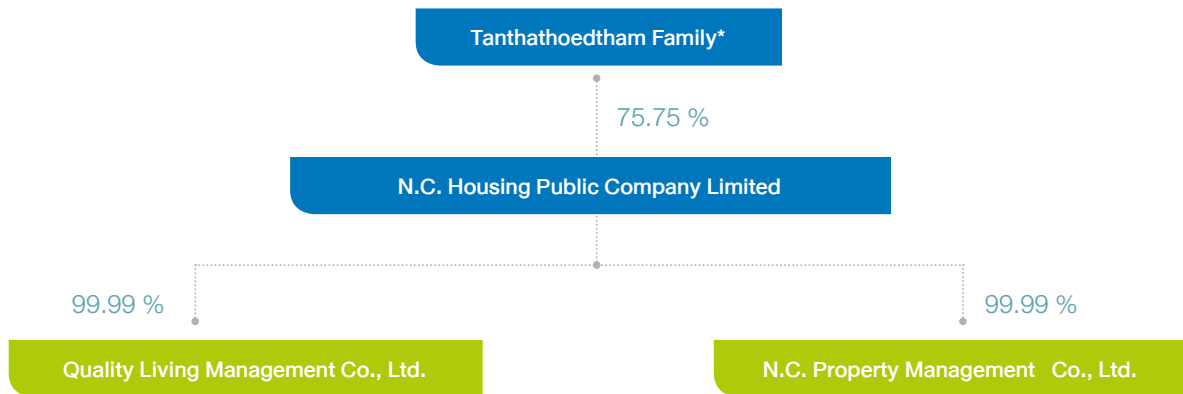 Tanthathoedtham Family*
75.75 %
N.C. Housing Public Company Limited
99.99 %
99.99 %
Quality Living Management Co., Ltd.
N.C. Property Management Co., Ltd.